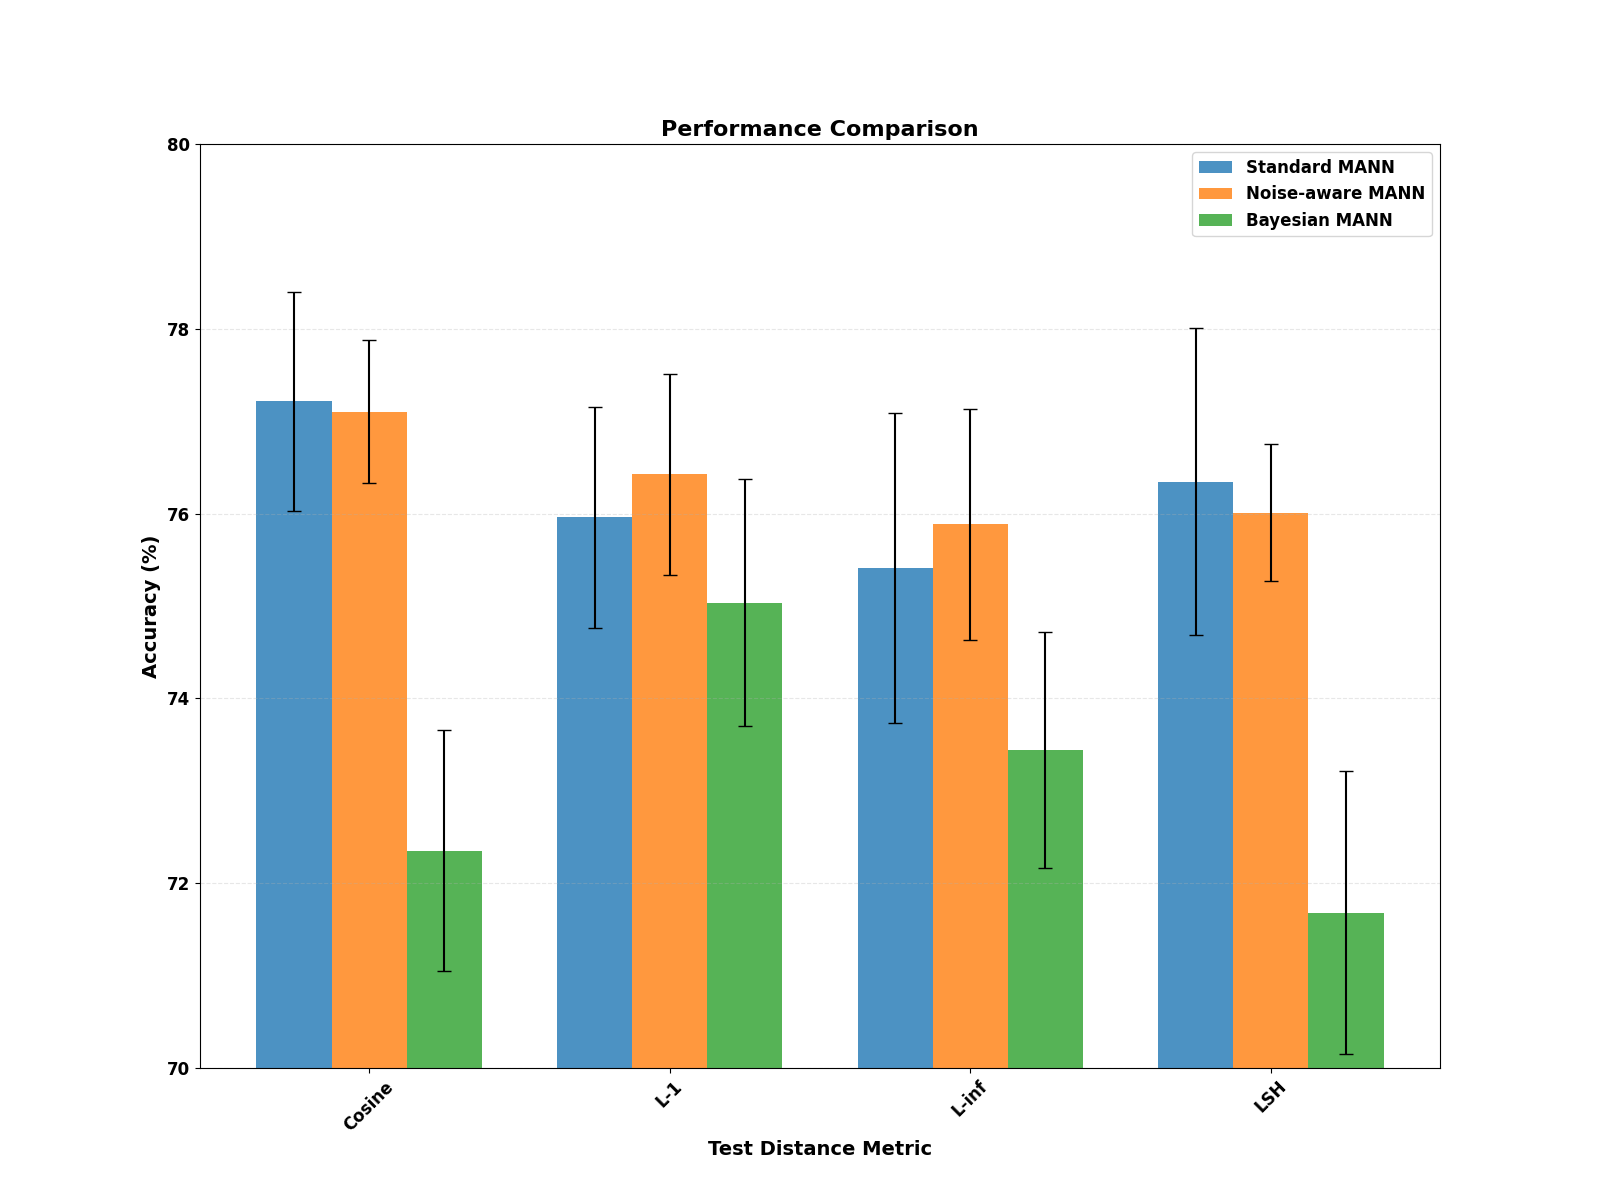 Performance Comparison
Standard MANN
Noise-aware MANN
Bayesian MANN
Accuracy (%)
80
78
76
74
72
70
Cosine
L-1
L-inf
LSH
Test Distance Metric